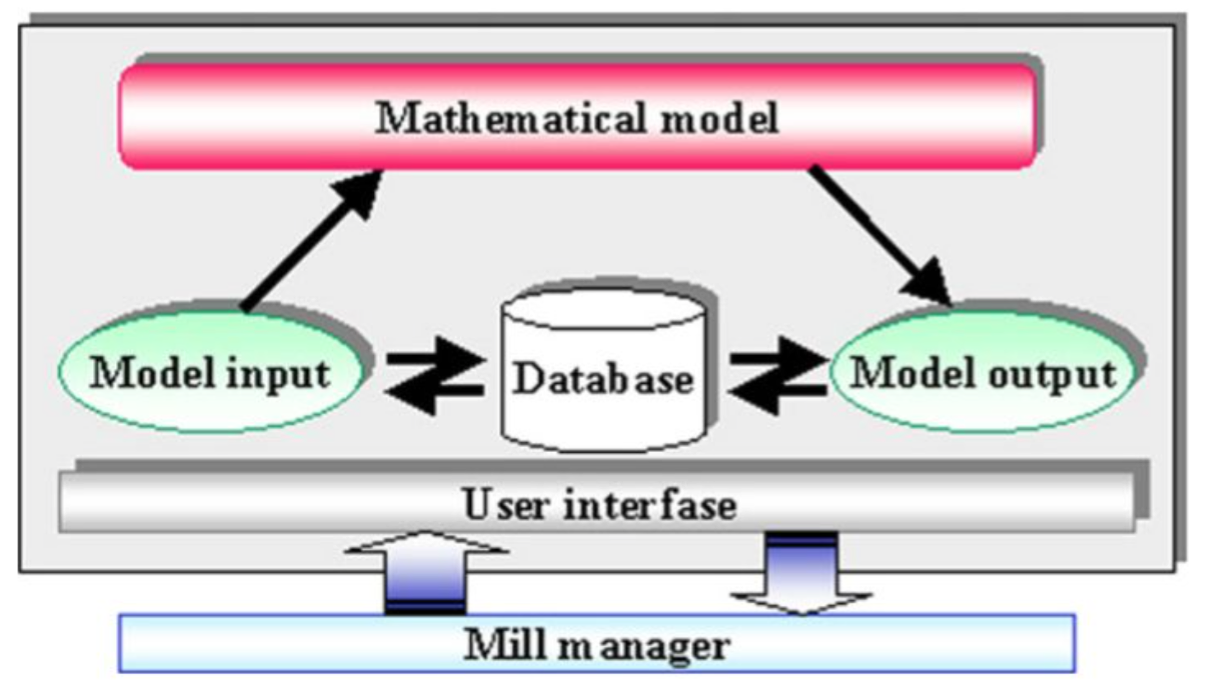 Mathematical model
Model input
Database
Model output
User interfase
Mill manager